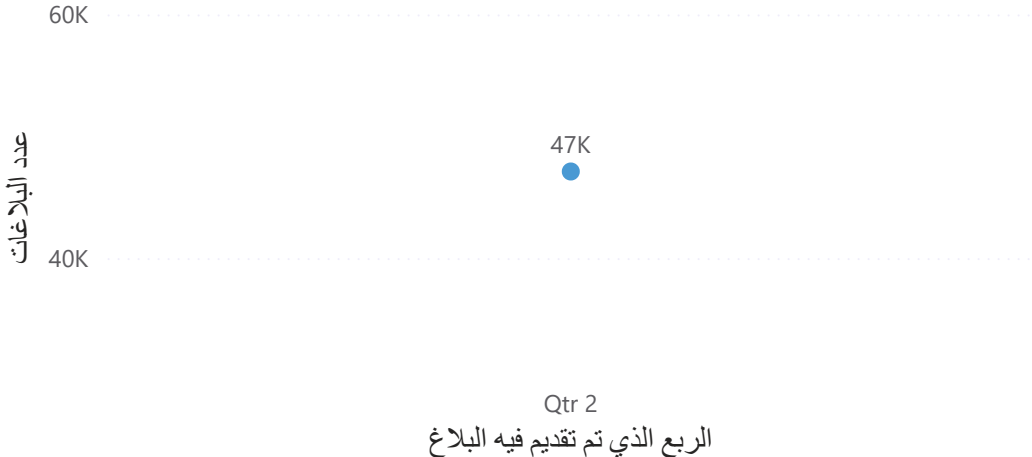 60K
عدد البلاغات
47K
40K
Qtr 2
الربع الذي تم تقديم فيه البلاغ